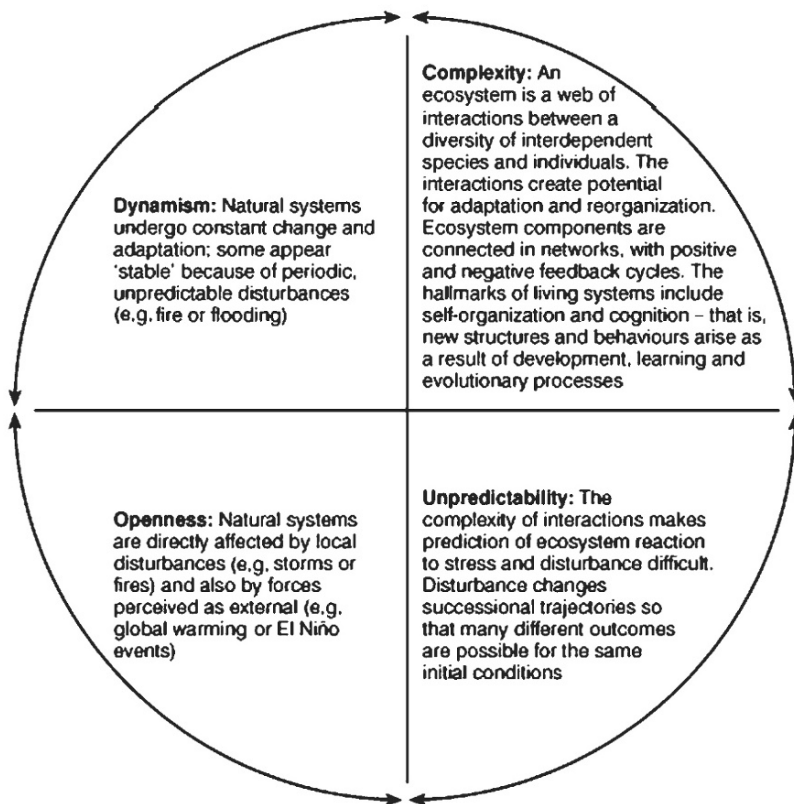 Complexity: An
ecosystem is a web of
interactions between a
diversity of interdependent
species and individuals. The
interactions create potential
for adaptation and reorganization.
Ecosystem components are
connected in networks, with positive
and negative feedback cycles. The
hallmarks of living systems include
self-organization and cognition – that is,
new structures and behaviours arise as
a result of development, learning and
evolutionary processes
Dynamism: Natural systems
undergo constant change and
adaptation; some appear
'stable' because of periodic,
unpredictable disturbances
(e.g. fire or flooding)
Openness: Natural systems
are directly affected by local
disturbances (e.g. storms or
fires) and also by forces
perceived as external (e.g.
global warming or El Niño
events)
Unpredictability: The
complexity of interactions makes
prediction of ecosystem reaction
to stress and disturbance difficult.
Disturbance changes
successional trajectories so
that many different outcomes
are possible for the same
initial conditions